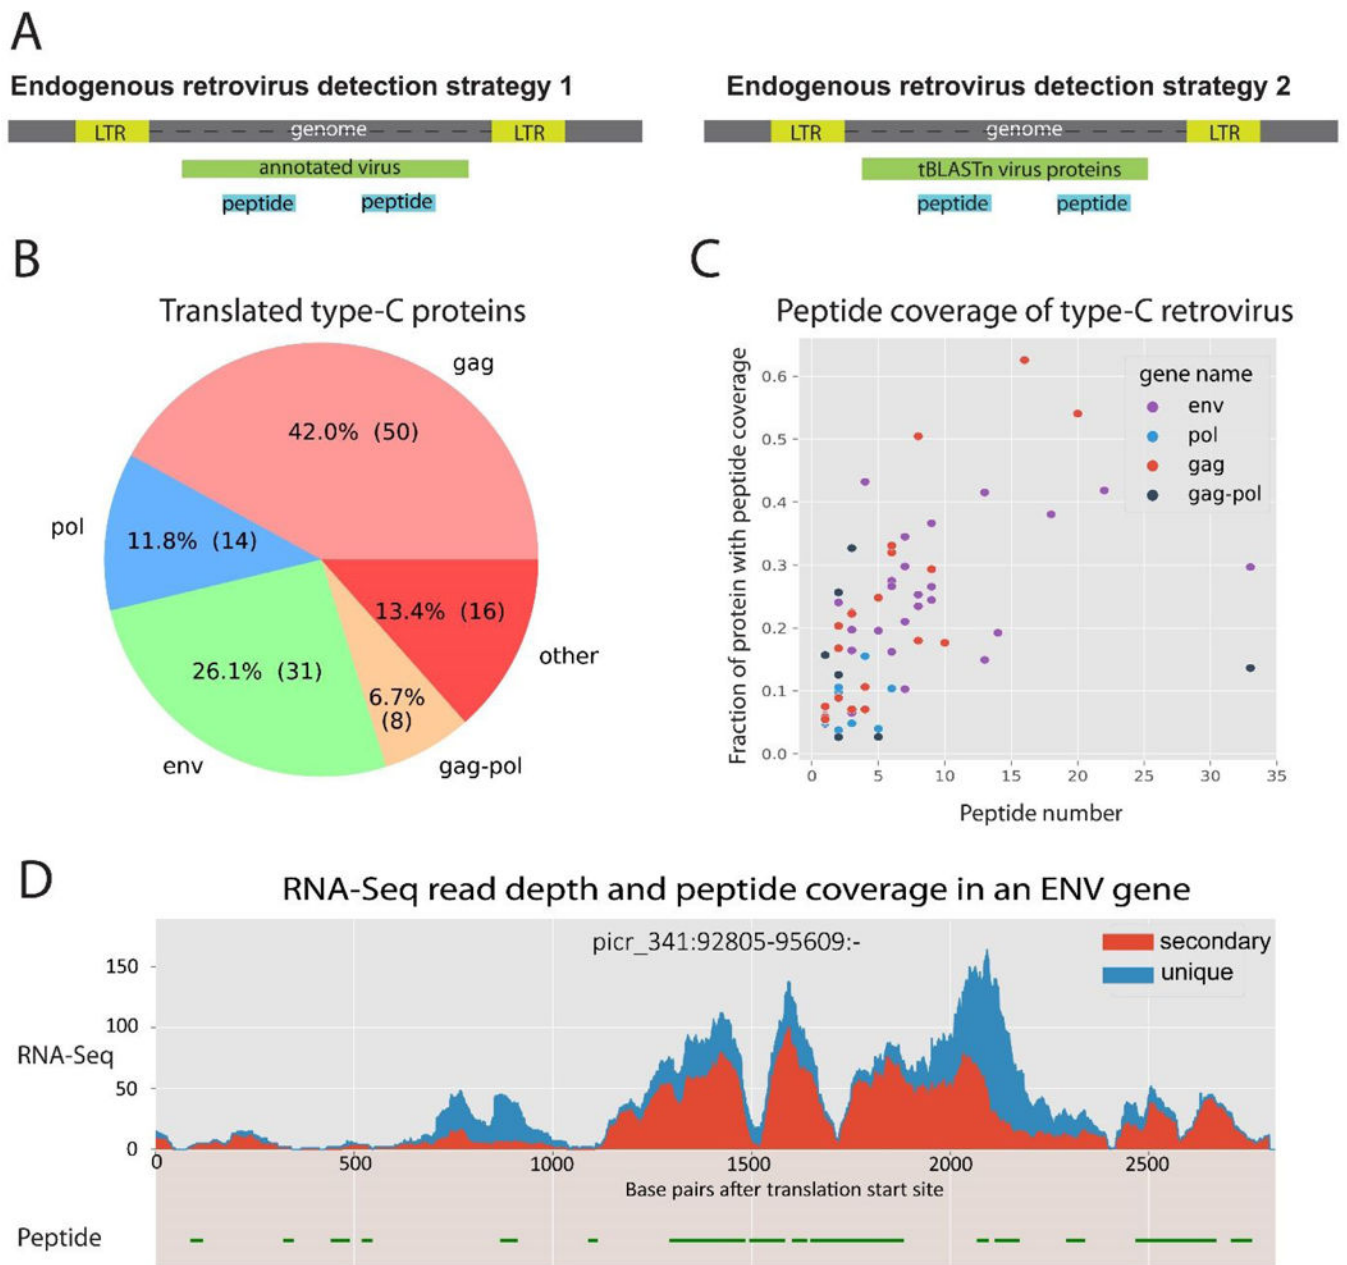 A
Endogenous retrovirus detection strategy 1
LTR genome LTR
annotated virus
peptide peptide
Endogenous retrovirus detection strategy 2
LTR genome LTR
tBLASTn virus proteins
peptide peptide
B
Translated type-C proteins
gag
42.0% (50)
pol
11.8% (14)
13.4% (16)
other
26.1% (31)
6.7%
(8)
env
gag-pol
C
Peptide coverage of type-C retrovirus
Fraction of protein with peptide coverage
0.6
0.5
0.4
0.3
0.2
0.1
0.0
gene name
env
pol
gag
gag-pol
0 5 10 15 20 25 30 35
Peptide number
D
RNA-Seq read depth and peptide coverage in an ENV gene
picr_341:92805-95609:-
secondary
unique
RNA-Seq
150
100
50
0
0 500 1000 1500 2000 2500
Base pairs after translation start site
Peptide